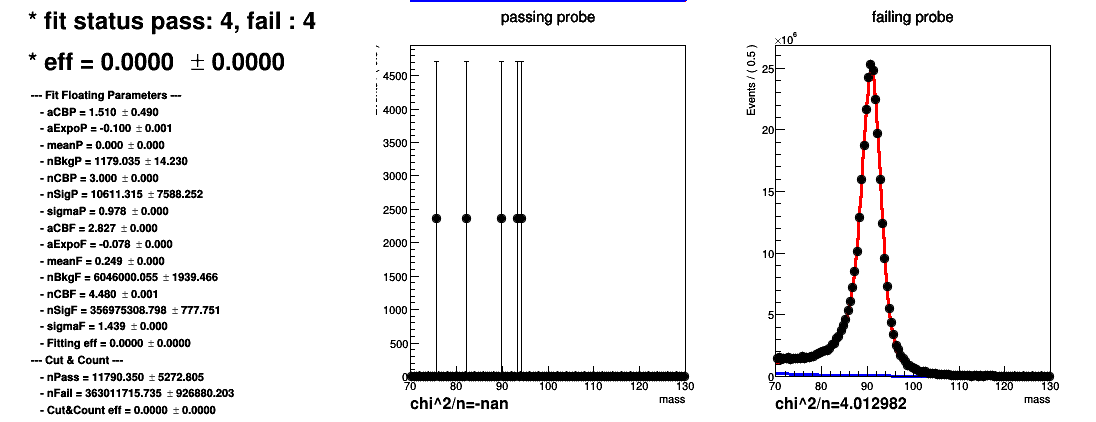 * fit status pass: 4, fail : 4
* eff = 0.0000 ± 0.0000
--- Fit Floating Parameters ---
- aCBP = 1.510 ± 0.490
- aExpoP = -0.100 ± 0.001
- meanP = 0.000 ± 0.000
- nBkgP = 1179.035 ± 14.230
- nCBP = 3.000 ± 0.000
- nSigP = 10611.315 ± 7588.252
- sigmaP = 0.978 ± 0.000
- aCBF = 2.827 ± 0.000
- aExpoF = -0.078 ± 0.000
- meanF = 0.249 ± 0.000
- nBkgF = 6046000.055 ± 1939.466
- nCBF = 4.480 ± 0.001
- nSigF = 356975308.798 ± 777.751
- sigmaF = 1.439 ± 0.000
- Fitting eff = 0.0000 ± 0.0000
--- Cut & Count ---
- nPass = 11790.350 ± 5272.805
- nFail = 363011715.735 ± 926880.203
- Cut&Count eff = 0.0000 ± 0.0000
passing probe
4500
4000
3500
3000
2500
2000
1500
1000
500
0
70 80 90 100 110 120 130
mass
chi^2/n=-nan
failing probe
×10^6
Events / ( 0.5 )
25
20
15
10
5
0
70 80 90 100 110 120 130
mass
chi^2/n=4.012982